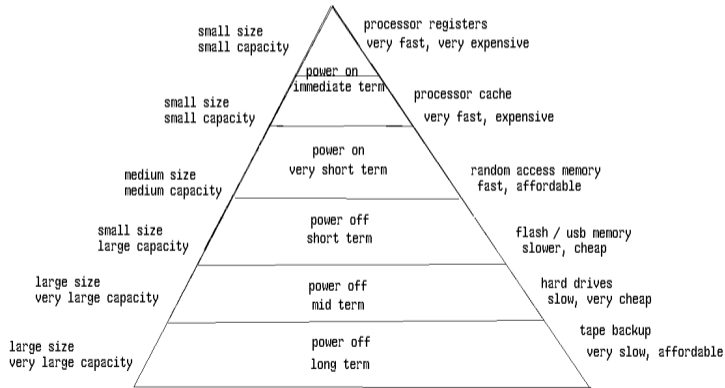 small size
small capacity
processor registers
very fast, very expensive
power on
immediate term
small size
small capacity
processor cache
very fast, expensive
power on
very short term
medium size
medium capacity
random access memory
fast, affordable
power off
short term
small size
large capacity
flash / usb memory
slower, cheap
power off
mid term
large size
very large capacity
hard drives
slow, very cheap
power off
long term
large size
very large capacity
tape backup
very slow, affordable